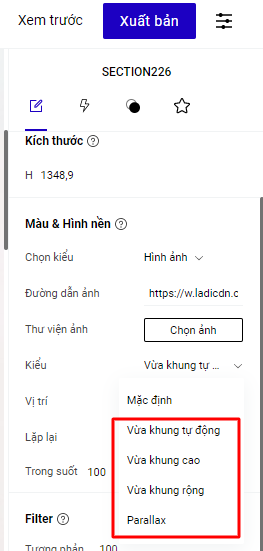 Xem trước Xuất bản
SECTION226
Kích thước ?
H 1348,9
Màu & Hình nền ?
Chọn kiểu Hình ảnh
Đường dẫn ảnh https://w.ladicdn.c
Thư viện ảnh Chọn ảnh
Kiểu Vừa khung tự ...
Vị trí
Mặc định
Vừa khung tự động
Lặp lại
Vừa khung cao
Trong suốt 100
Vừa khung rộng
Filter ?
Parallax
Tương phản 100